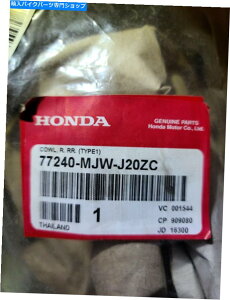 輸入バイクパーツ専門ショップ
HONDA
GENUINE PARTS
Honda Motor Co., Ltd.
COWL, R. RR. (TYPE1)
77240-MJW-J20ZC
1
VC 001544
CP 909080
JD 16300
THAILAND